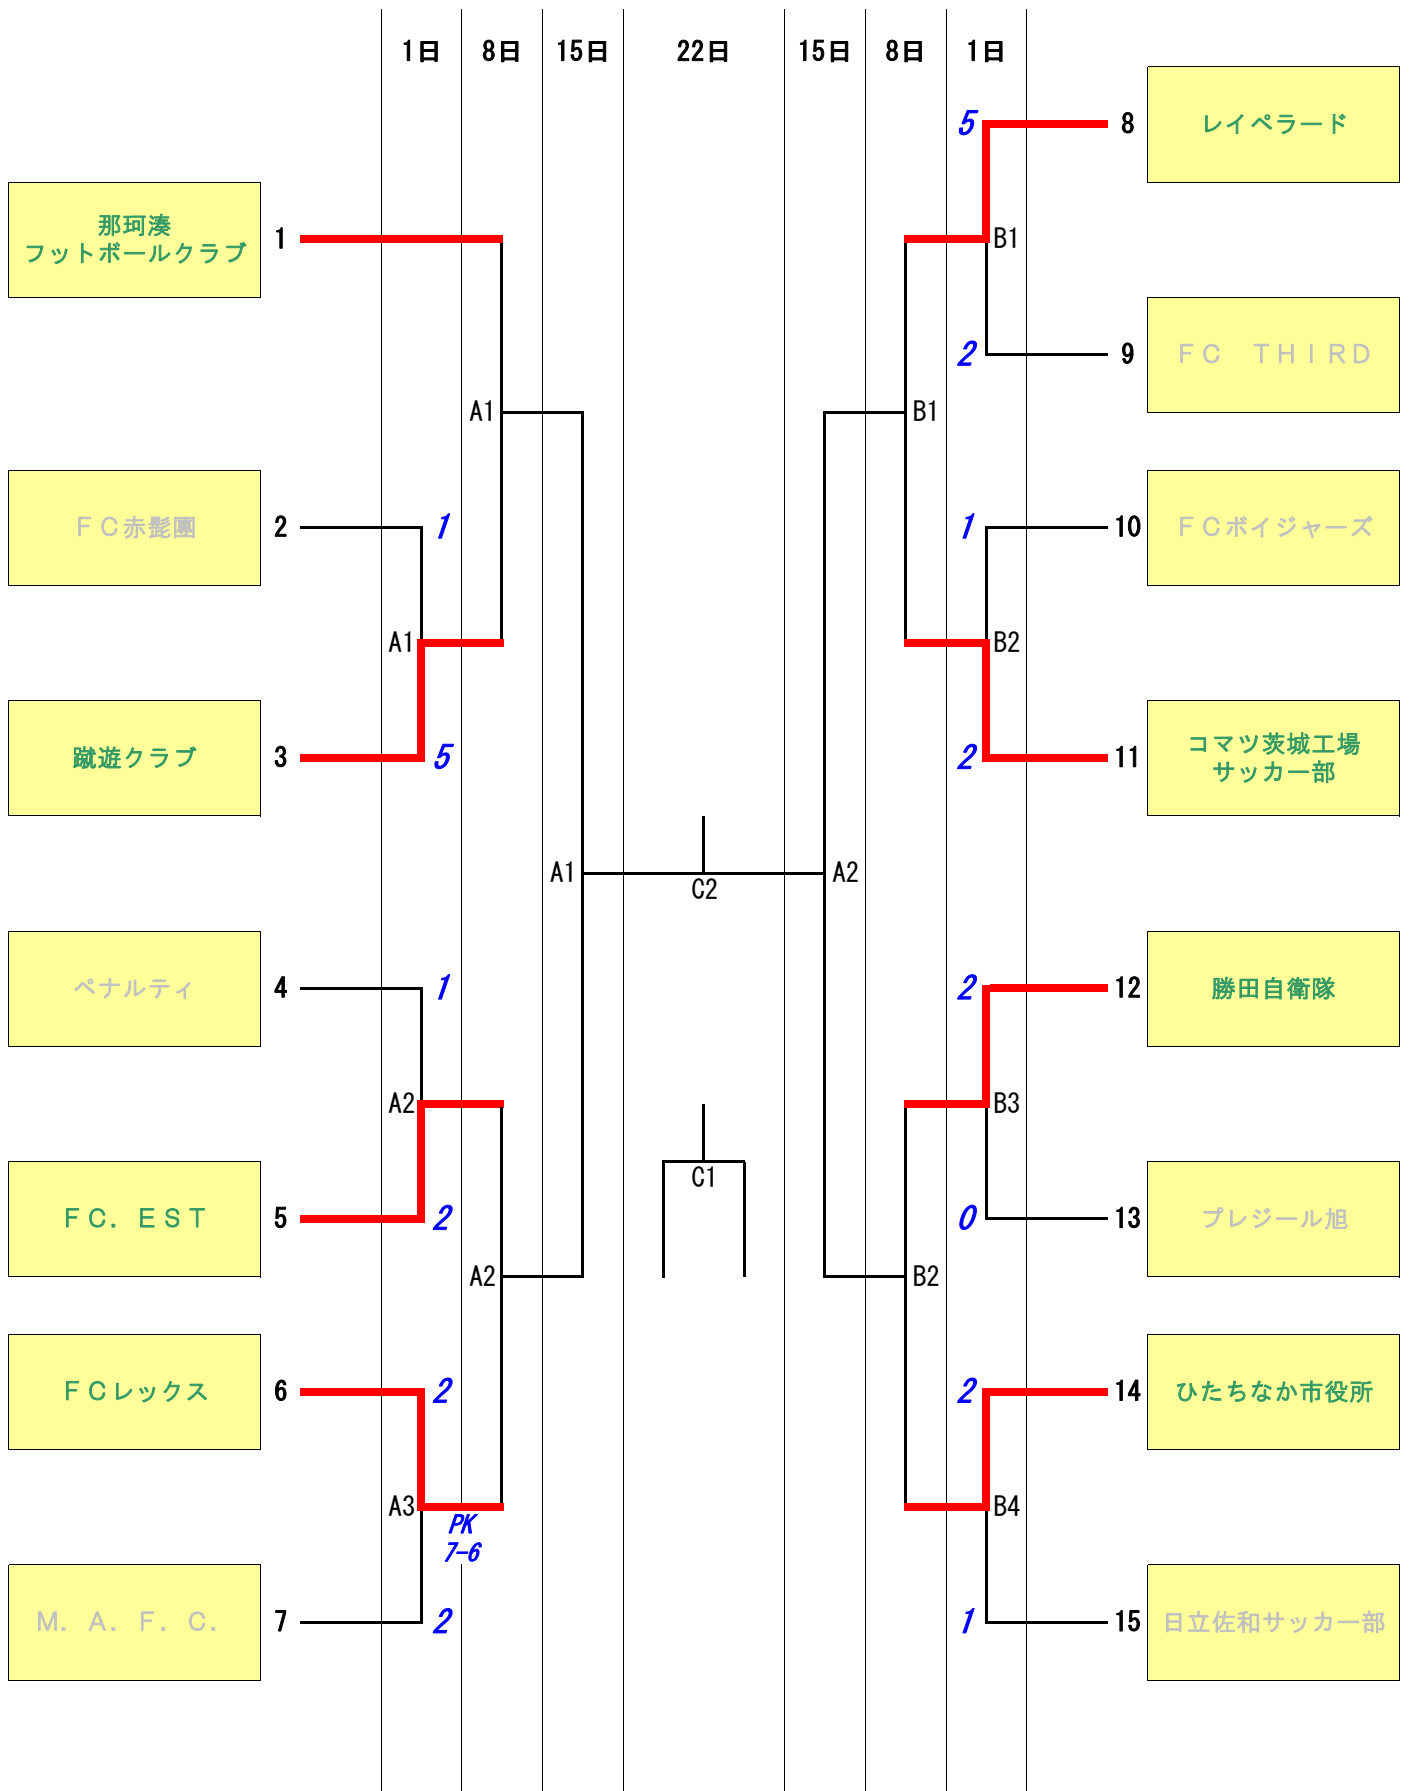 1日 8日 15日 22日 15日 8日 1日
5 8 レイペラード
那珂湊
フットボールクラブ
1
B1
2 9 ＦＣ　ＴＨＩＲＤ
A1
B1
ＦＣ赤髭團 2 1
1 10 ＦＣボイジャーズ
A1
B2
蹴遊クラブ 3 5
2 11 コマツ茨城工場
サッカー部
A1
C2
A2
ペナルティ 4 1
2 12 勝田自衛隊
A2
B3
C1
ＦＣ．ＥＳＴ 5 2
0 13 プレジール旭
A2
B2
ＦＣレックス 6 2
2 14 ひたちなか市役所
A3
PK
7-6
B4
Ｍ．Ａ．Ｆ．Ｃ． 7 2
1 15 日立佐和サッカー部